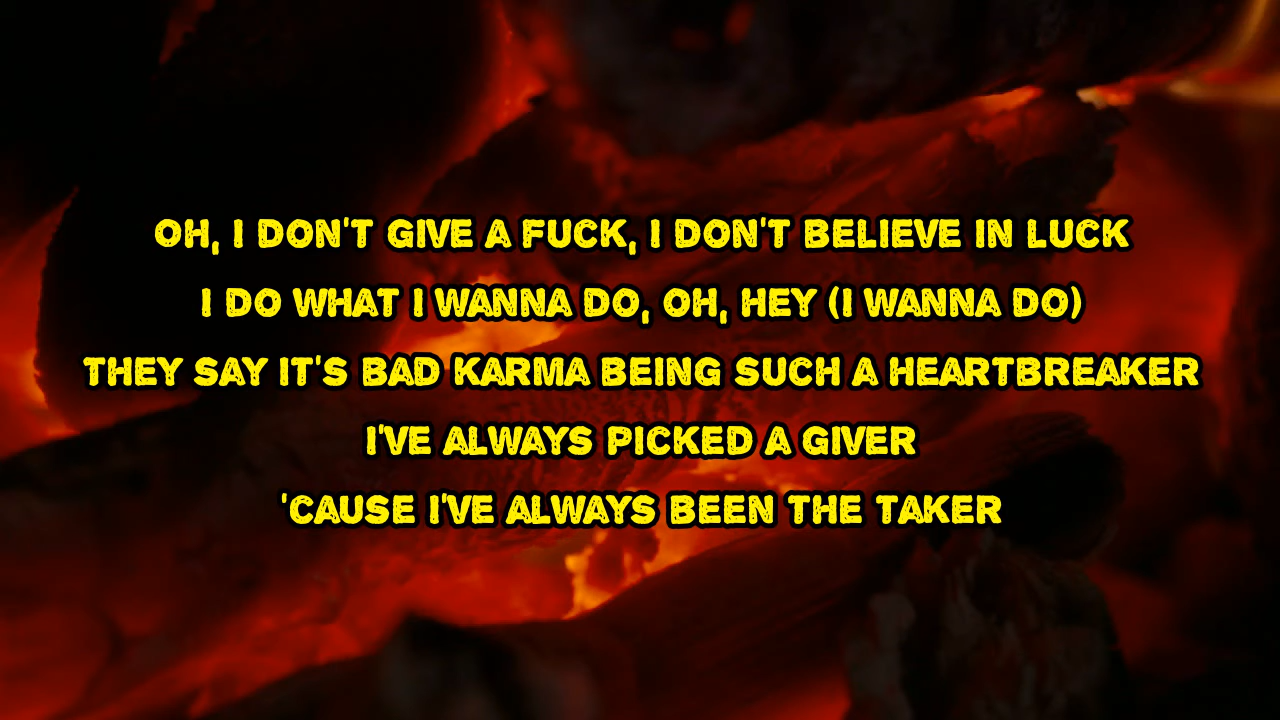 OH, I DON'T GIVE A FUCK, I DON'T BELIEVE IN LUCK
I DO WHAT I WANNA DO, OH, HEY (I WANNA DO)
THEY SAY IT'S BAD KARMA BEING SUCH A HEARTBREAKER
I'VE ALWAYS PICKED A GIVER
'CAUSE I'VE ALWAYS BEEN THE TAKER